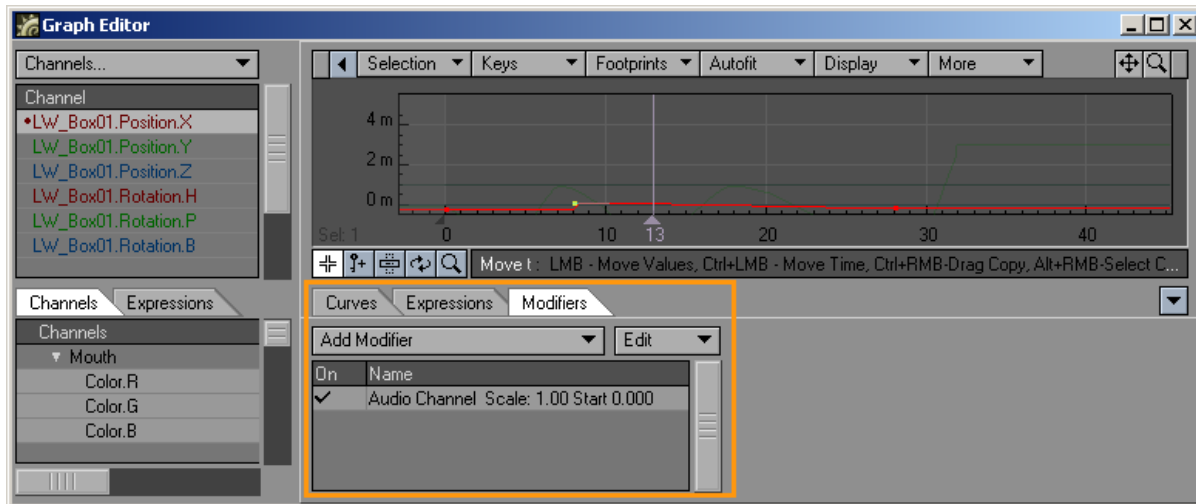 Graph Editor
Channels...
Channel
LW_Box01.Position.X
LW_Box01.Position.Y
LW_Box01.Position.Z
LW_Box01.Rotation.H
LW_Box01.Rotation.P
LW_Box01.Rotation.B
Selection Keys Footprints Autofit Display More
4 m
2 m
0 m
Sel: 1 0 10 13 20 30 40
Move t : LMB - Move Values, Ctrl+LMB - Move Time, Ctrl+RMB-Drag Copy, Alt+RMB-Select C...
Channels Expressions
Channels
Mouth
Color.R
Color.G
Color.B
Curves Expressions Modifiers
Add Modifier Edit
On Name
Audio Channel Scale: 1.00 Start 0.000